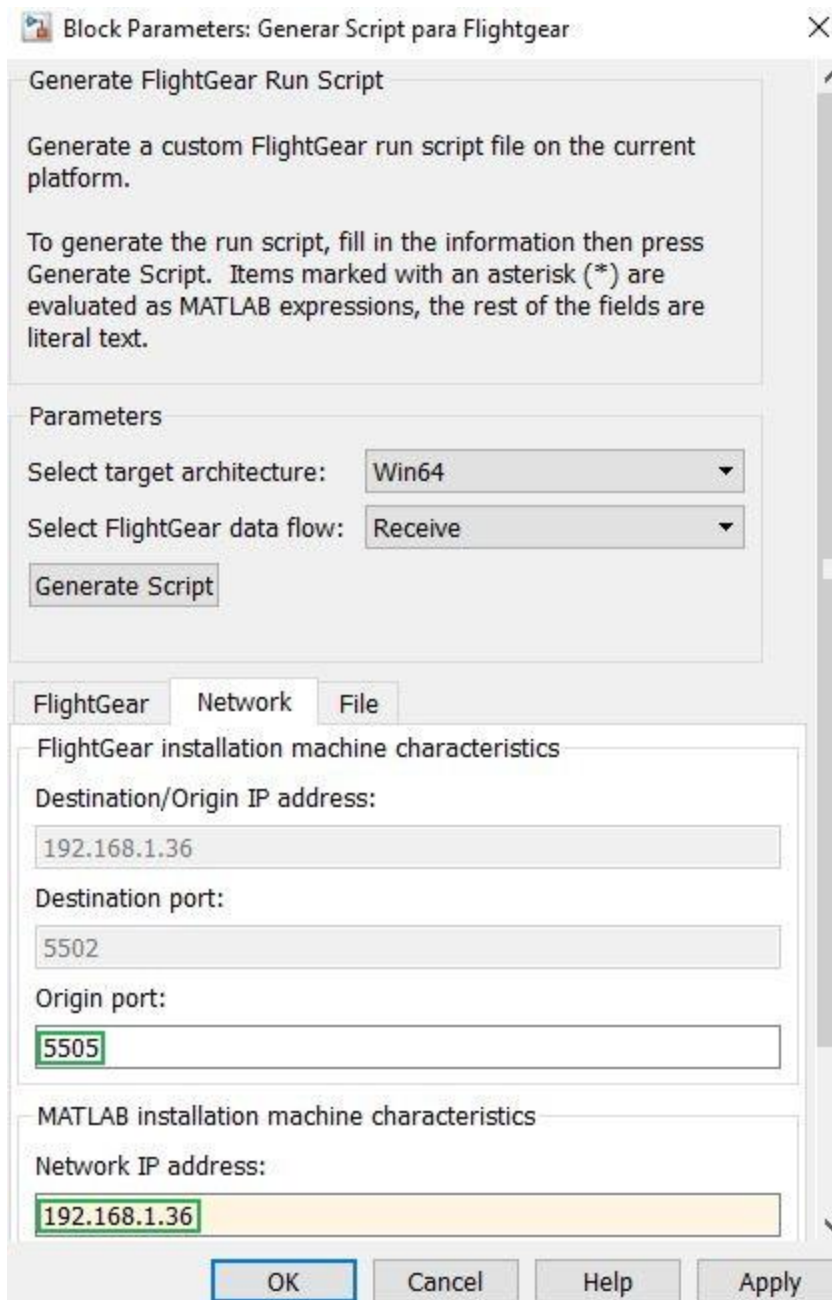 Block Parameters: Generar Script para Flightgear
Generate FlightGear Run Script
Generate a custom FlightGear run script file on the current
platform.
To generate the run script, fill in the information then press
Generate Script.  Items marked with an asterisk (*) are
evaluated as MATLAB expressions, the rest of the fields are
literal text.
Parameters
Select target architecture: Win64
Select FlightGear data flow: Receive
Generate Script
FlightGear Network File
FlightGear installation machine characteristics
Destination/Origin IP address:
192.168.1.36
Destination port:
5502
Origin port:
5505
MATLAB installation machine characteristics
Network IP address:
192.168.1.36
OK Cancel Help Apply